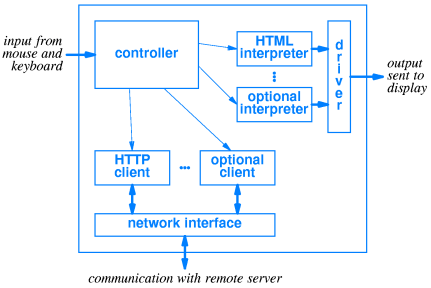 input from
mouse and
keyboard
controller
HTML
interpreter
optional
interpreter
driver
output
sent to
display
HTTP
client
optional
client
network interface
communication with remote server